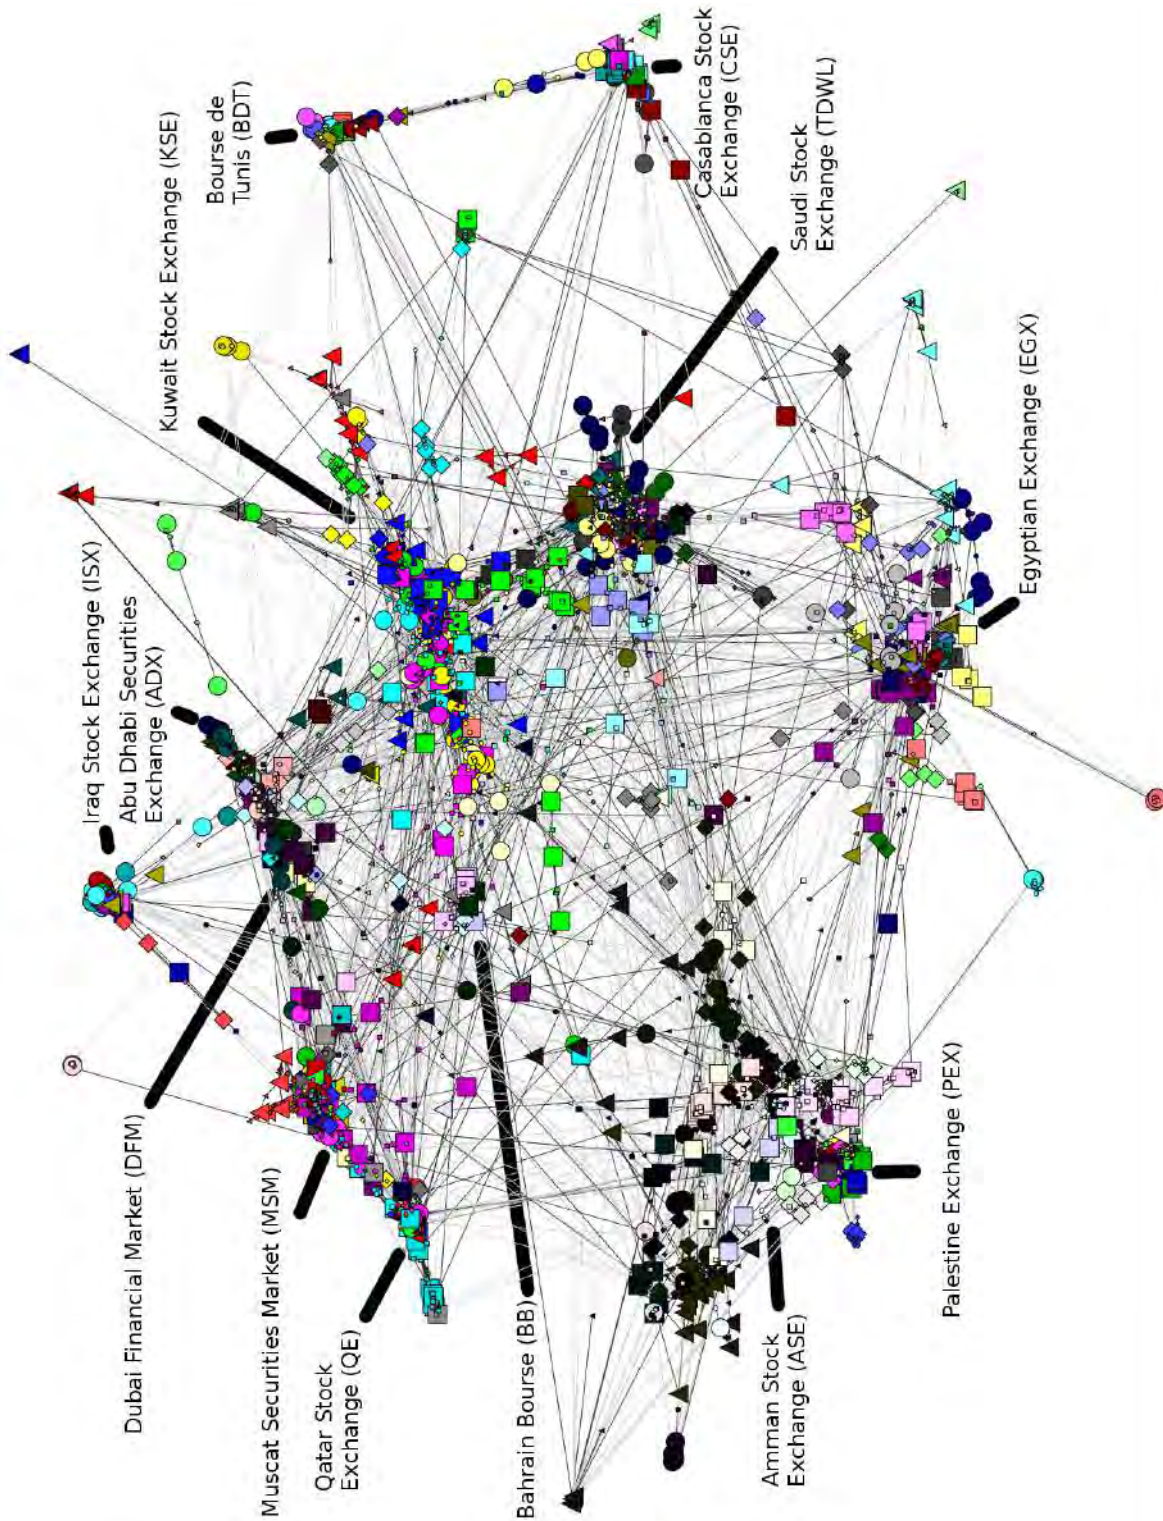 Iraq Stock Exchange (ISX)
Abu Dhabi Securities
Exchange (ADX)
Kuwait Stock Exchange (KSE)
Bourse de
Tunis (BDT)
Casablanca Stock
Exchange (CSE)
Saudi Stock
Exchange (TDWL)
Egyptian Exchange (EGX)
Dubai Financial Market (DFM)
Muscat Securities Market (MSM)
Qatar Stock
Exchange (QE)
Bahrain Bourse (BB)
Amman Stock
Exchange (ASE)
Palestine Exchange (PEX)